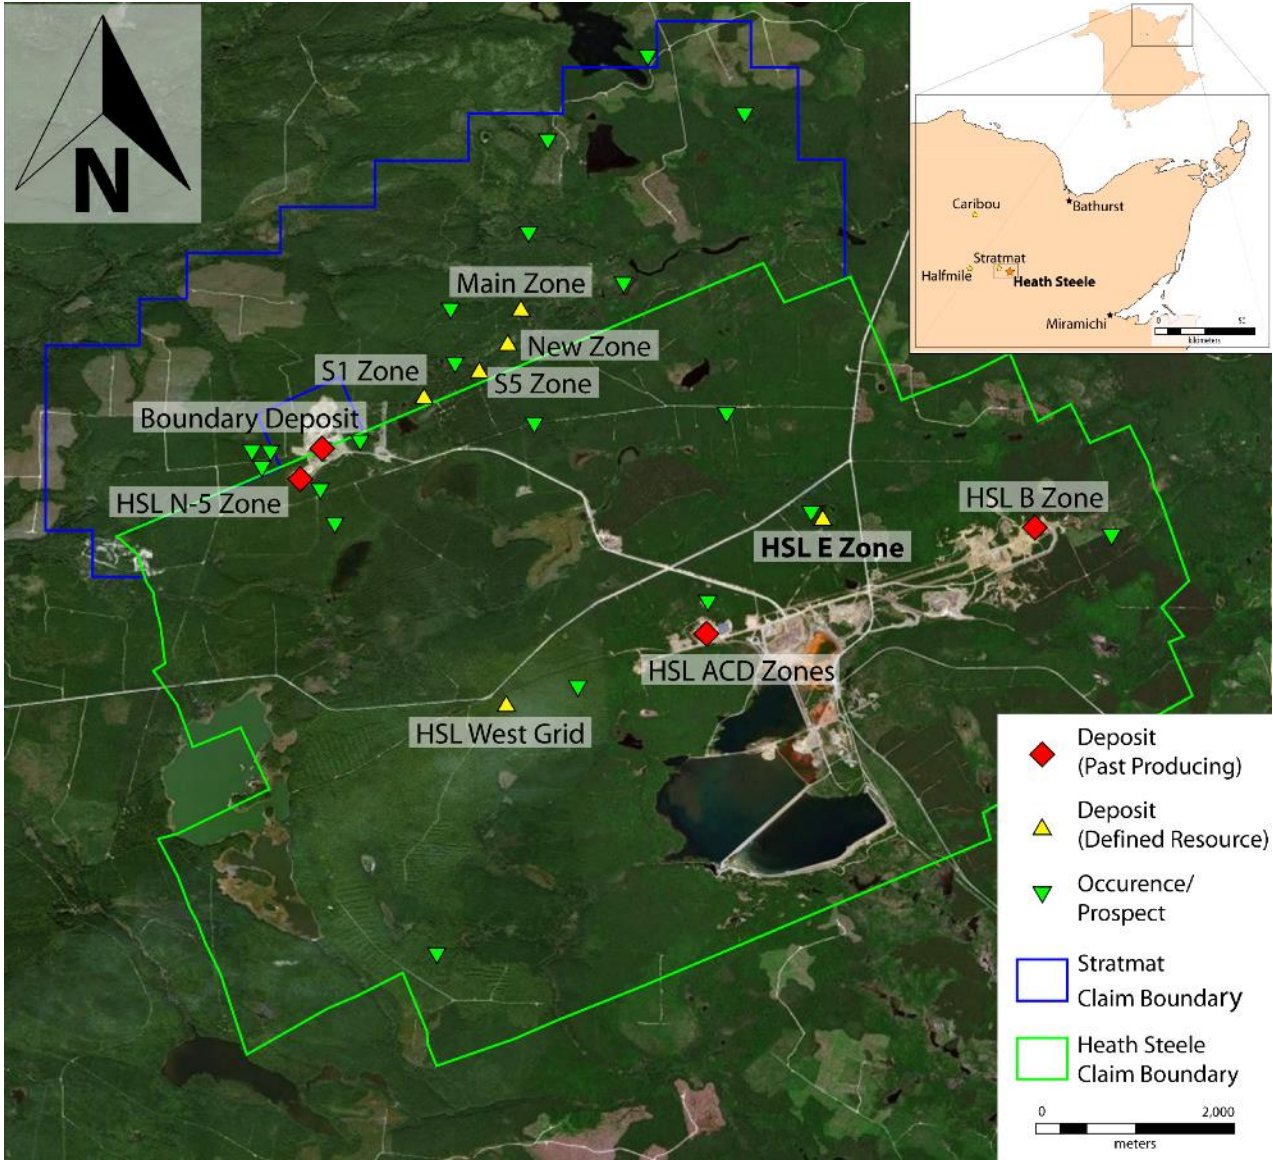 N
Caribou
Bathurst
Stratmat
Halfmile
Heath Steele
Miramichi
0 50
kilometers
Main Zone
New Zone
S1 Zone
S5 Zone
Boundary Deposit
HSL N-5 Zone
HSL B Zone
HSL E Zone
HSL ACD Zones
HSL West Grid
Deposit
(Past Producing)
Deposit
(Defined Resource)
Occurence/
Prospect
Stratmat
Claim Boundary
Heath Steele
Claim Boundary
0 2,000
meters